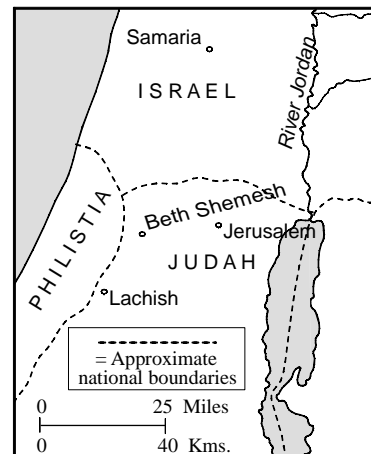 Samaria
ISRAEL
River Jordan
PHILISTIA
Beth Shemesh
Jerusalem
JUDAH
Lachish
= Approximate
national boundaries
0 25 Miles
0 40 Kms.